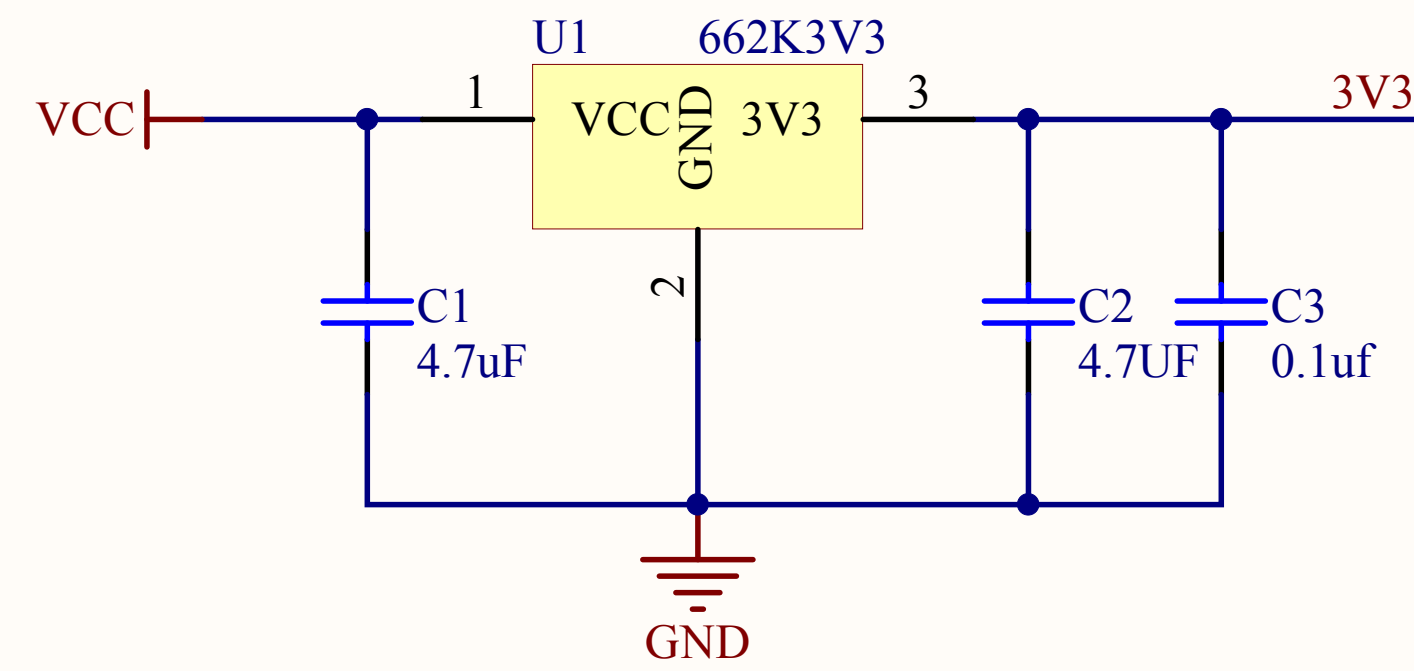 U1
662K3V3
VCC
1
VCC
GND
3V3
3
3V3
2
C1
4.7uF
C2
4.7UF
C3
0.1uf
GND